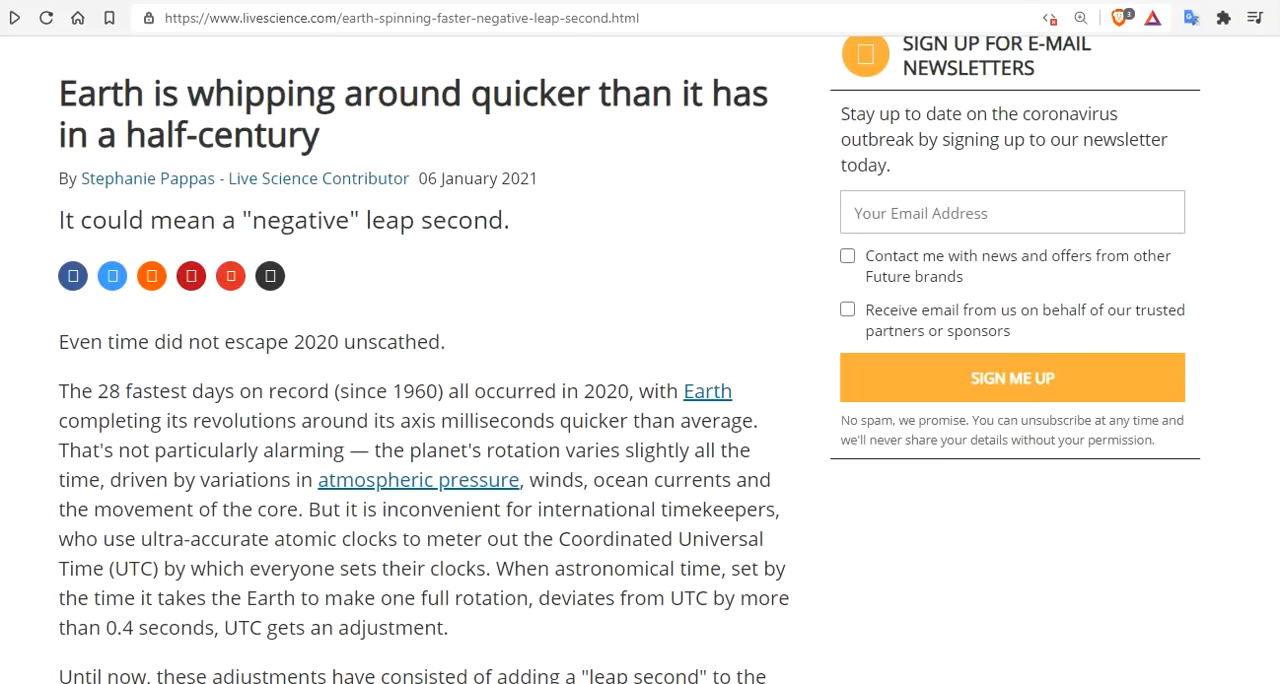 https://www.livescience.com/earth-spinning-faster-negative-leap-second.html
3
Earth is whipping around quicker than it has
in a half-century
By Stephanie Pappas - Live Science Contributor 06 January 2021
It could mean a "negative" leap second.
Even time did not escape 2020 unscathed.
The 28 fastest days on record (since 1960) all occurred in 2020, with Earth
completing its revolutions around its axis milliseconds quicker than average.
That's not particularly alarming — the planet's rotation varies slightly all the
time, driven by variations in atmospheric pressure, winds, ocean currents and
the movement of the core. But it is inconvenient for international timekeepers,
who use ultra-accurate atomic clocks to meter out the Coordinated Universal
Time (UTC) by which everyone sets their clocks. When astronomical time, set by
the time it takes the Earth to make one full rotation, deviates from UTC by more
than 0.4 seconds, UTC gets an adjustment.
Until now, these adjustments have consisted of adding a "leap second" to the
SIGN UP FOR E-MAIL
NEWSLETTERS
Stay up to date on the coronavirus
outbreak by signing up to our newsletter
today.
Your Email Address
Contact me with news and offers from other
Future brands
Receive email from us on behalf of our trusted
partners or sponsors
SIGN ME UP
No spam, we promise. You can unsubscribe at any time and
we'll never share your details without your permission.